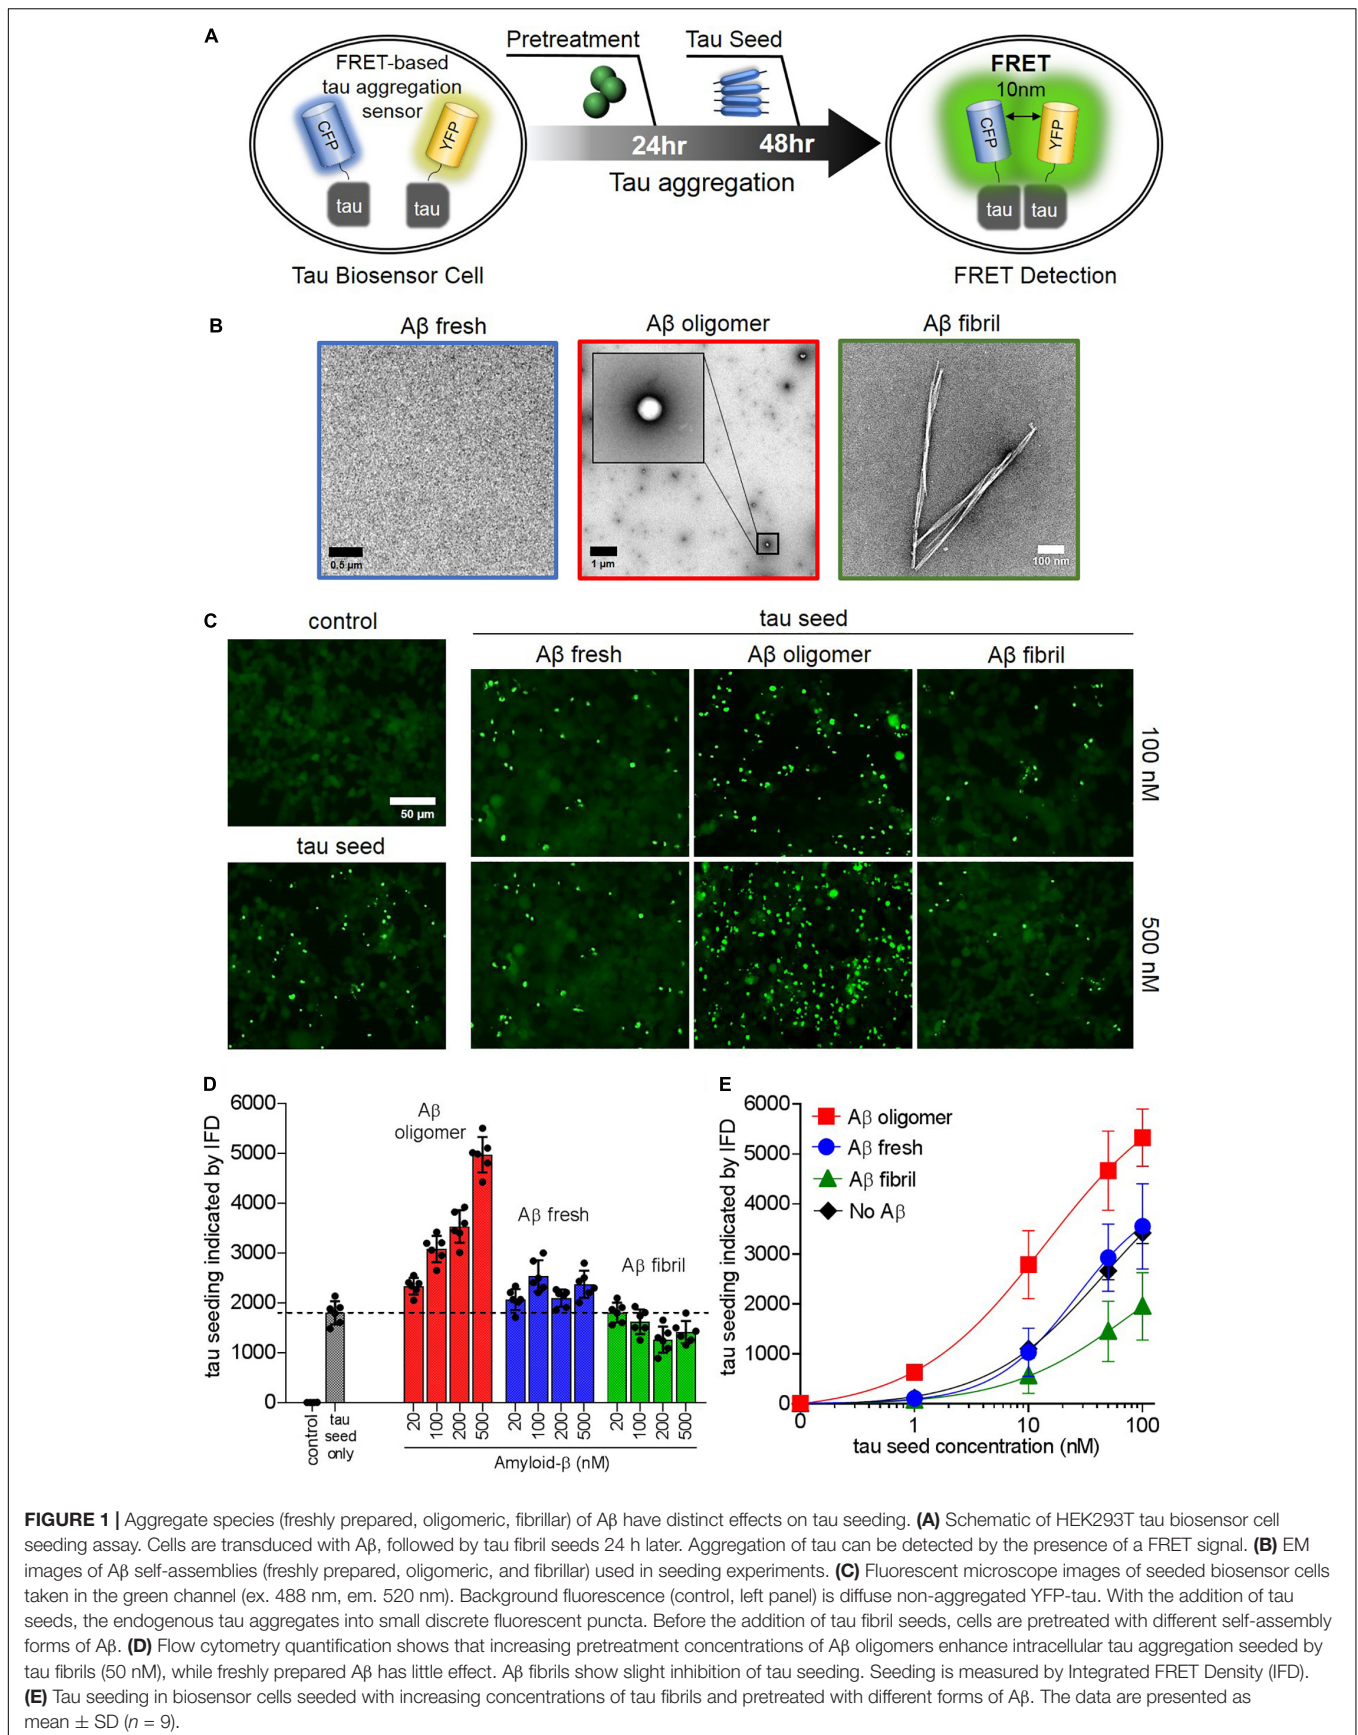 A
FRET-based
tau aggregation
sensor
CFP
YFP
tau
tau
Tau Biosensor Cell
Pretreatment
Tau Seed
24hr
48hr
Tau aggregation
FRET
10nm
CFP
YFP
tau
tau
FRET Detection
B
Aβ fresh
Aβ oligomer
Aβ fibril
0.5 µm
1 µm
100 nm
C
control
tau seed
Aβ fresh
Aβ oligomer
Aβ fibril
50 µm
tau seed
100 nM
500 nM
D
tau seeding indicated by IFD
6000
5000
4000
3000
2000
1000
0
Aβ
oligomer
Aβ fresh
Aβ fibril
control
tau
seed
only
20
100
200
500
20
100
200
500
20
100
200
500
Amyloid-β (nM)
E
tau seeding indicated by IFD
6000
5000
4000
3000
2000
1000
0
Aβ oligomer
Aβ fresh
Aβ fibril
No Aβ
0
1
10
100
tau seed concentration (nM)
FIGURE 1 | Aggregate species (freshly prepared, oligomeric, fibrillar) of Aβ have distinct effects on tau seeding. (A) Schematic of HEK293T tau biosensor cell
seeding assay. Cells are transduced with Aβ, followed by tau fibril seeds 24 h later. Aggregation of tau can be detected by the presence of a FRET signal. (B) EM
images of Aβ self-assemblies (freshly prepared, oligomeric, and fibrillar) used in seeding experiments. (C) Fluorescent microscope images of seeded biosensor cells
taken in the green channel (ex. 488 nm, em. 520 nm). Background fluorescence (control, left panel) is diffuse non-aggregated YFP-tau. With the addition of tau
seeds, the endogenous tau aggregates into small discrete fluorescent puncta. Before the addition of tau fibril seeds, cells are pretreated with different self-assembly
forms of Aβ. (D) Flow cytometry quantification shows that increasing pretreatment concentrations of Aβ oligomers enhance intracellular tau aggregation seeded by
tau fibrils (50 nM), while freshly prepared Aβ has little effect. Aβ fibrils show slight inhibition of tau seeding. Seeding is measured by Integrated FRET Density (IFD).
(E) Tau seeding in biosensor cells seeded with increasing concentrations of tau fibrils and pretreated with different forms of Aβ. The data are presented as
mean ± SD (n = 9).